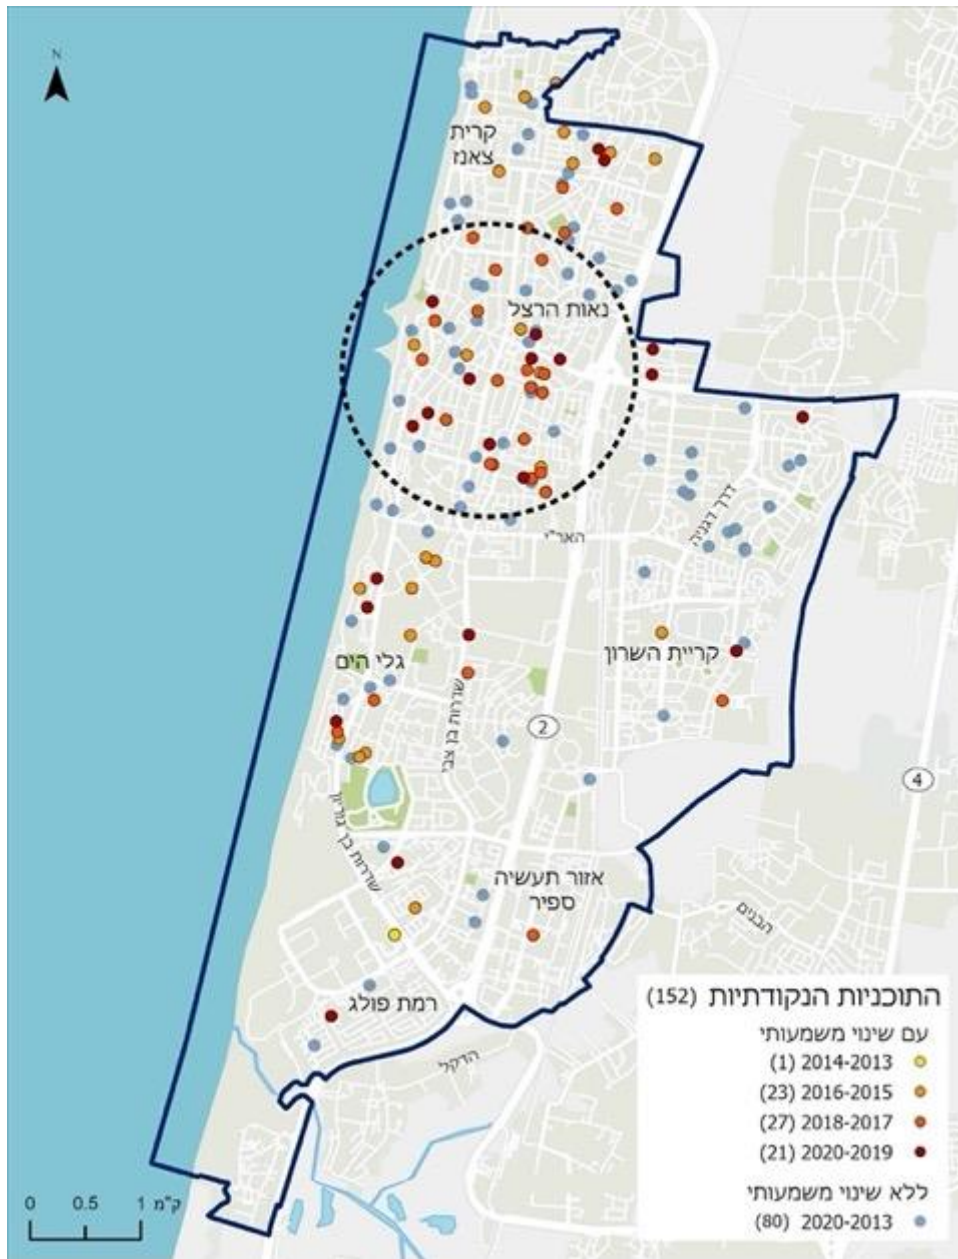 N
קרית
צאנז
נאות הרצל
האר"י
דרך דגניה
קריית השרון
גלי הים
שדרות בן צבי
2
4
שדרות בן גוריון
אזור תעשיה
ספיר
הבנים
רמת פולג
הדקל
התוכניות הנקודתיות (152)
עם שינוי משמעותי
2014-2013 (1)
2016-2015 (23)
2018-2017 (27)
2020-2019 (21)
ללא שינוי משמעותי
2020-2013 (80)
0 0.5 1 ק"מ